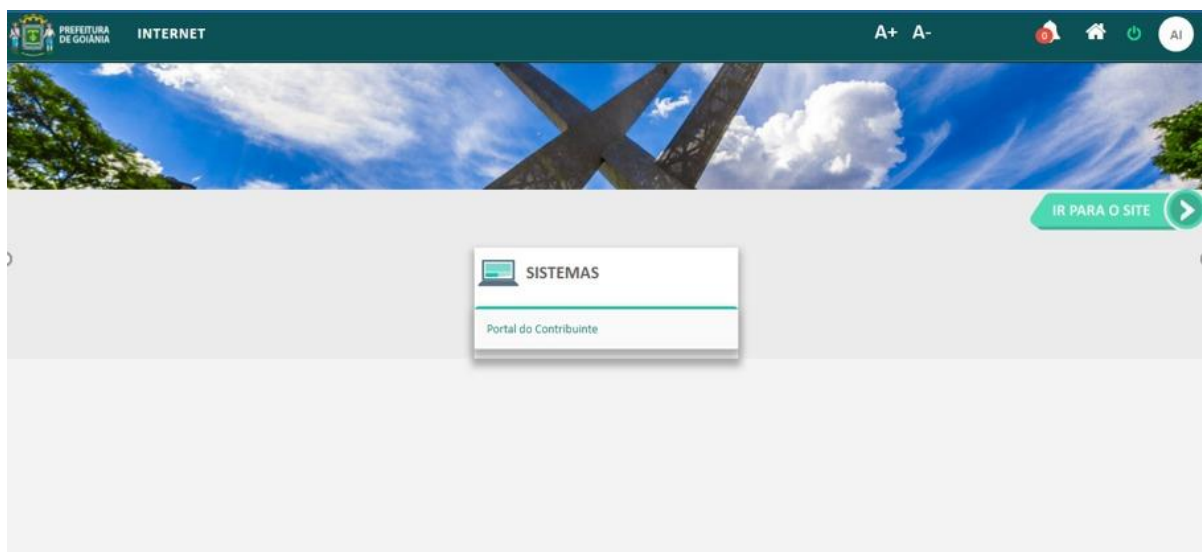 PREFEITURA
DE GOIÂNIA
INTERNET
A+ A-
0
AI
IR PARA O SITE
SISTEMAS
Portal do Contribuinte